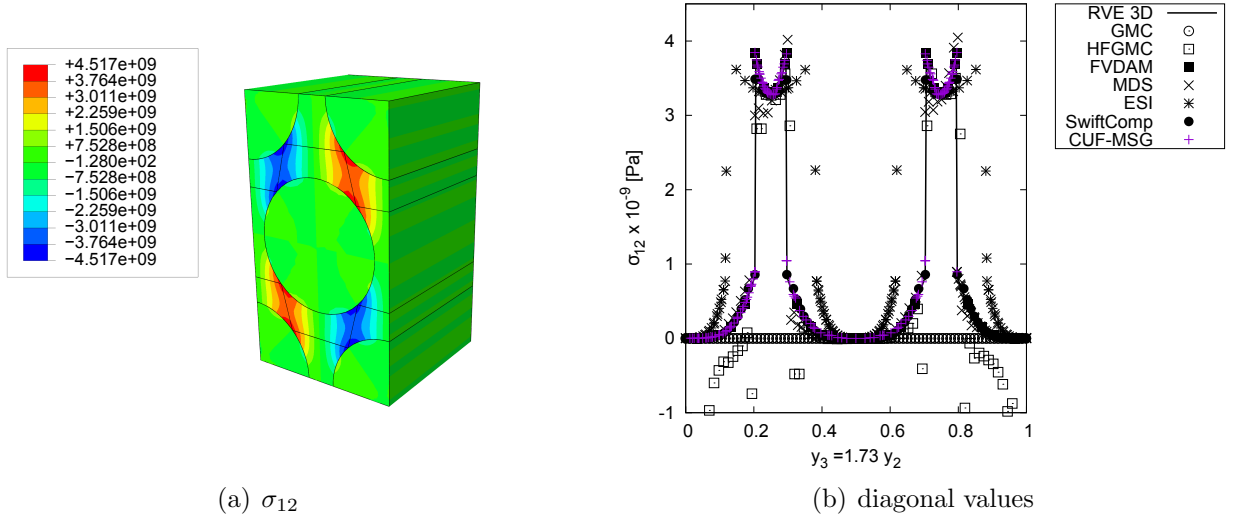 +4.517e+09
+3.764e+09
+3.011e+09
+2.259e+09
+1.506e+09
+7.528e+08
−1.280e+02
−7.528e+08
−1.506e+09
−2.259e+09
−3.011e+09
−3.764e+09
−4.517e+09
(a) σ12
σ12 x 10-9 [Pa]
4
3
2
1
0
-1
0 0.2 0.4 0.6 0.8 1
y3 =1.73 y2
RVE 3D
GMC
HFGMC
FVDAM
MDS
ESI
SwiftComp
CUF-MSG
(b) diagonal values